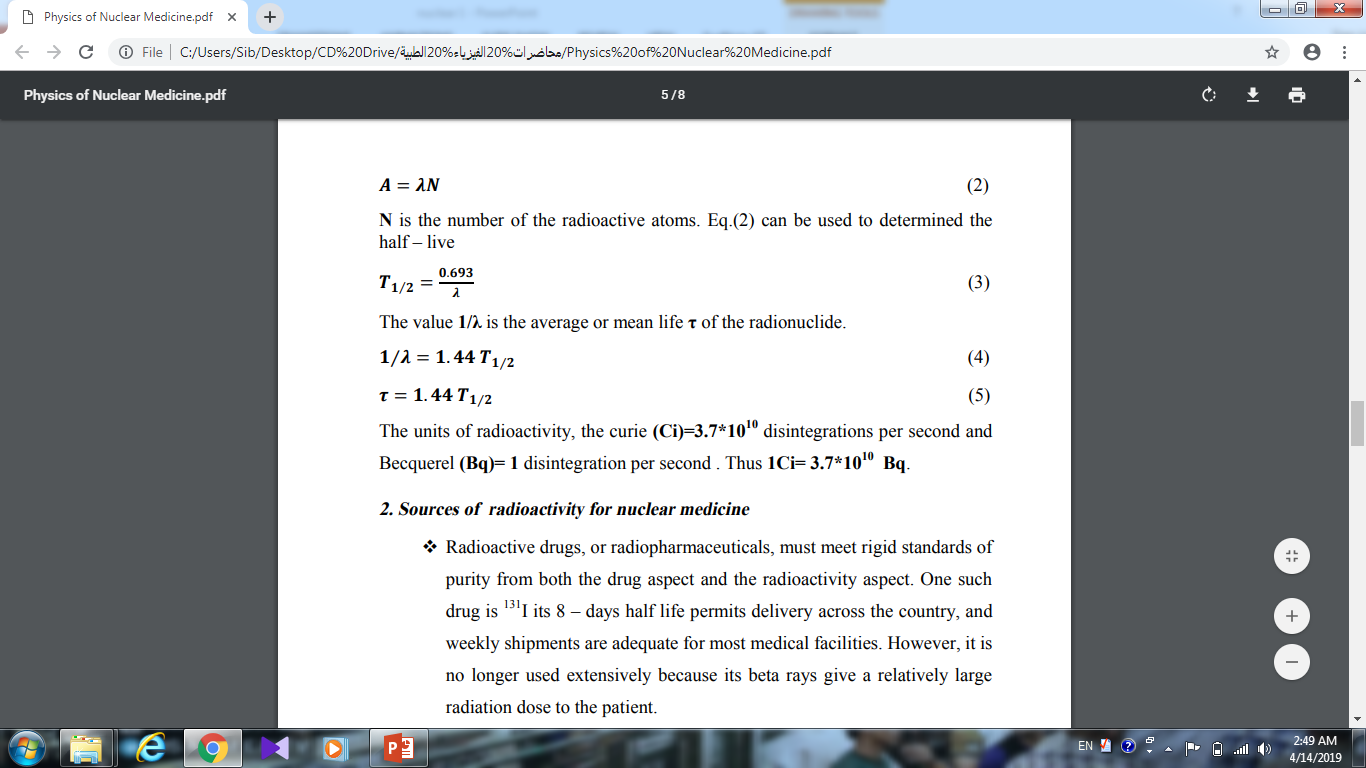 Physics of Nuclear Medicine.pdf
File C:/Users/Sib/Desktop/CD%20Drive/محاضرات%20الفيزياء%20الطبية/Physics%20of%20Nuclear%20Medicine.pdf
Physics of Nuclear Medicine.pdf 5 / 8
A = λN (2)
N is the number of the radioactive atoms. Eq.(2) can be used to determined the
half – live
T1/2 = 0.693/λ (3)
The value 1/λ is the average or mean life τ of the radionuclide.
1/λ = 1.44 T1/2 (4)
τ = 1.44 T1/2 (5)
The units of radioactivity, the curie (Ci)=3.7*10¹⁰ disintegrations per second and
Becquerel (Bq)= 1 disintegration per second . Thus 1Ci= 3.7*10¹⁰ Bq.
2. Sources of radioactivity for nuclear medicine
❖ Radioactive drugs, or radiopharmaceuticals, must meet rigid standards of
purity from both the drug aspect and the radioactivity aspect. One such
drug is ¹³¹I its 8 – days half life permits delivery across the country, and
weekly shipments are adequate for most medical facilities. However, it is
no longer used extensively because its beta rays give a relatively large
radiation dose to the patient.
EN 2:49 AM
4/14/2019